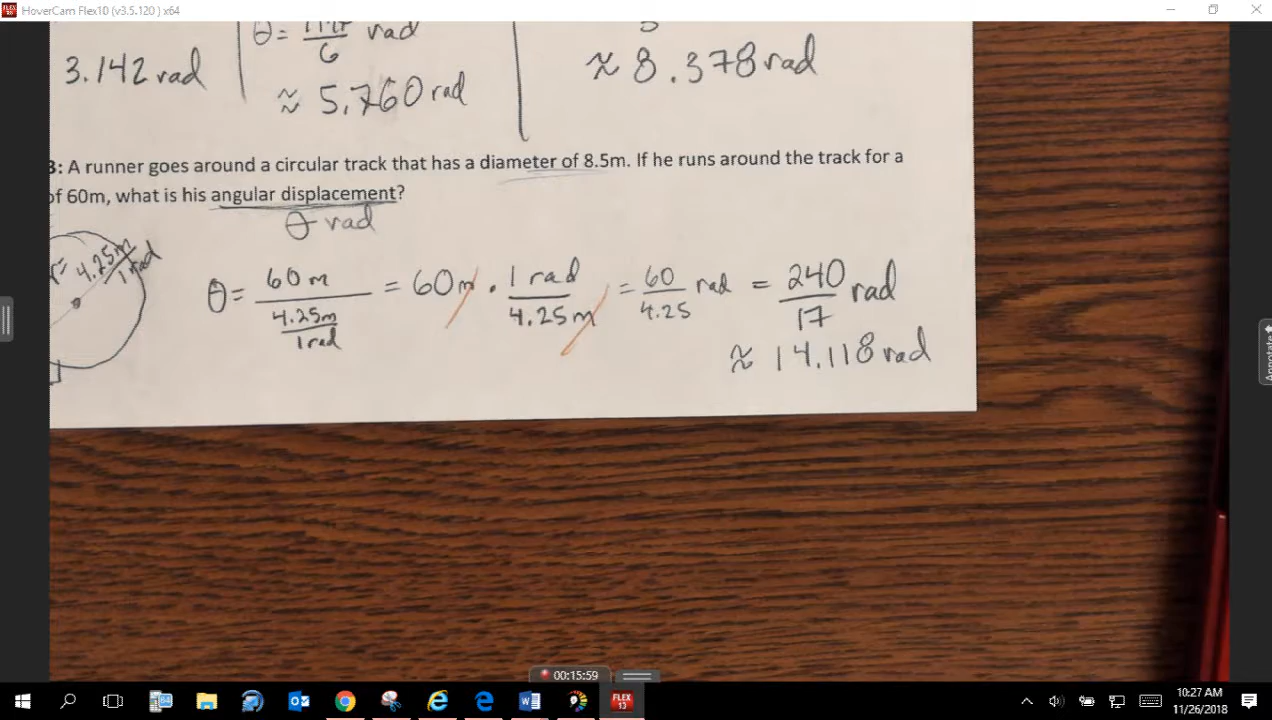 HoverCam Flex10 (v3.5.120 ) x64
θ = /6 rad
3.142 rad
≈ 5.760 rad
≈ 8.378 rad
3: A runner goes around a circular track that has a diameter of 8.5m. If he runs around the track for a
of 60m, what is his angular displacement?
θ rad
r = 4.25m/1 rad
θ = 60m / (4.25m / 1 rad) = 60m · 1 rad / 4.25m = 60/4.25 rad = 240/17 rad
≈ 14.118 rad
Annotate
00:15:59
FLEX
13
10:27 AM
11/26/2018